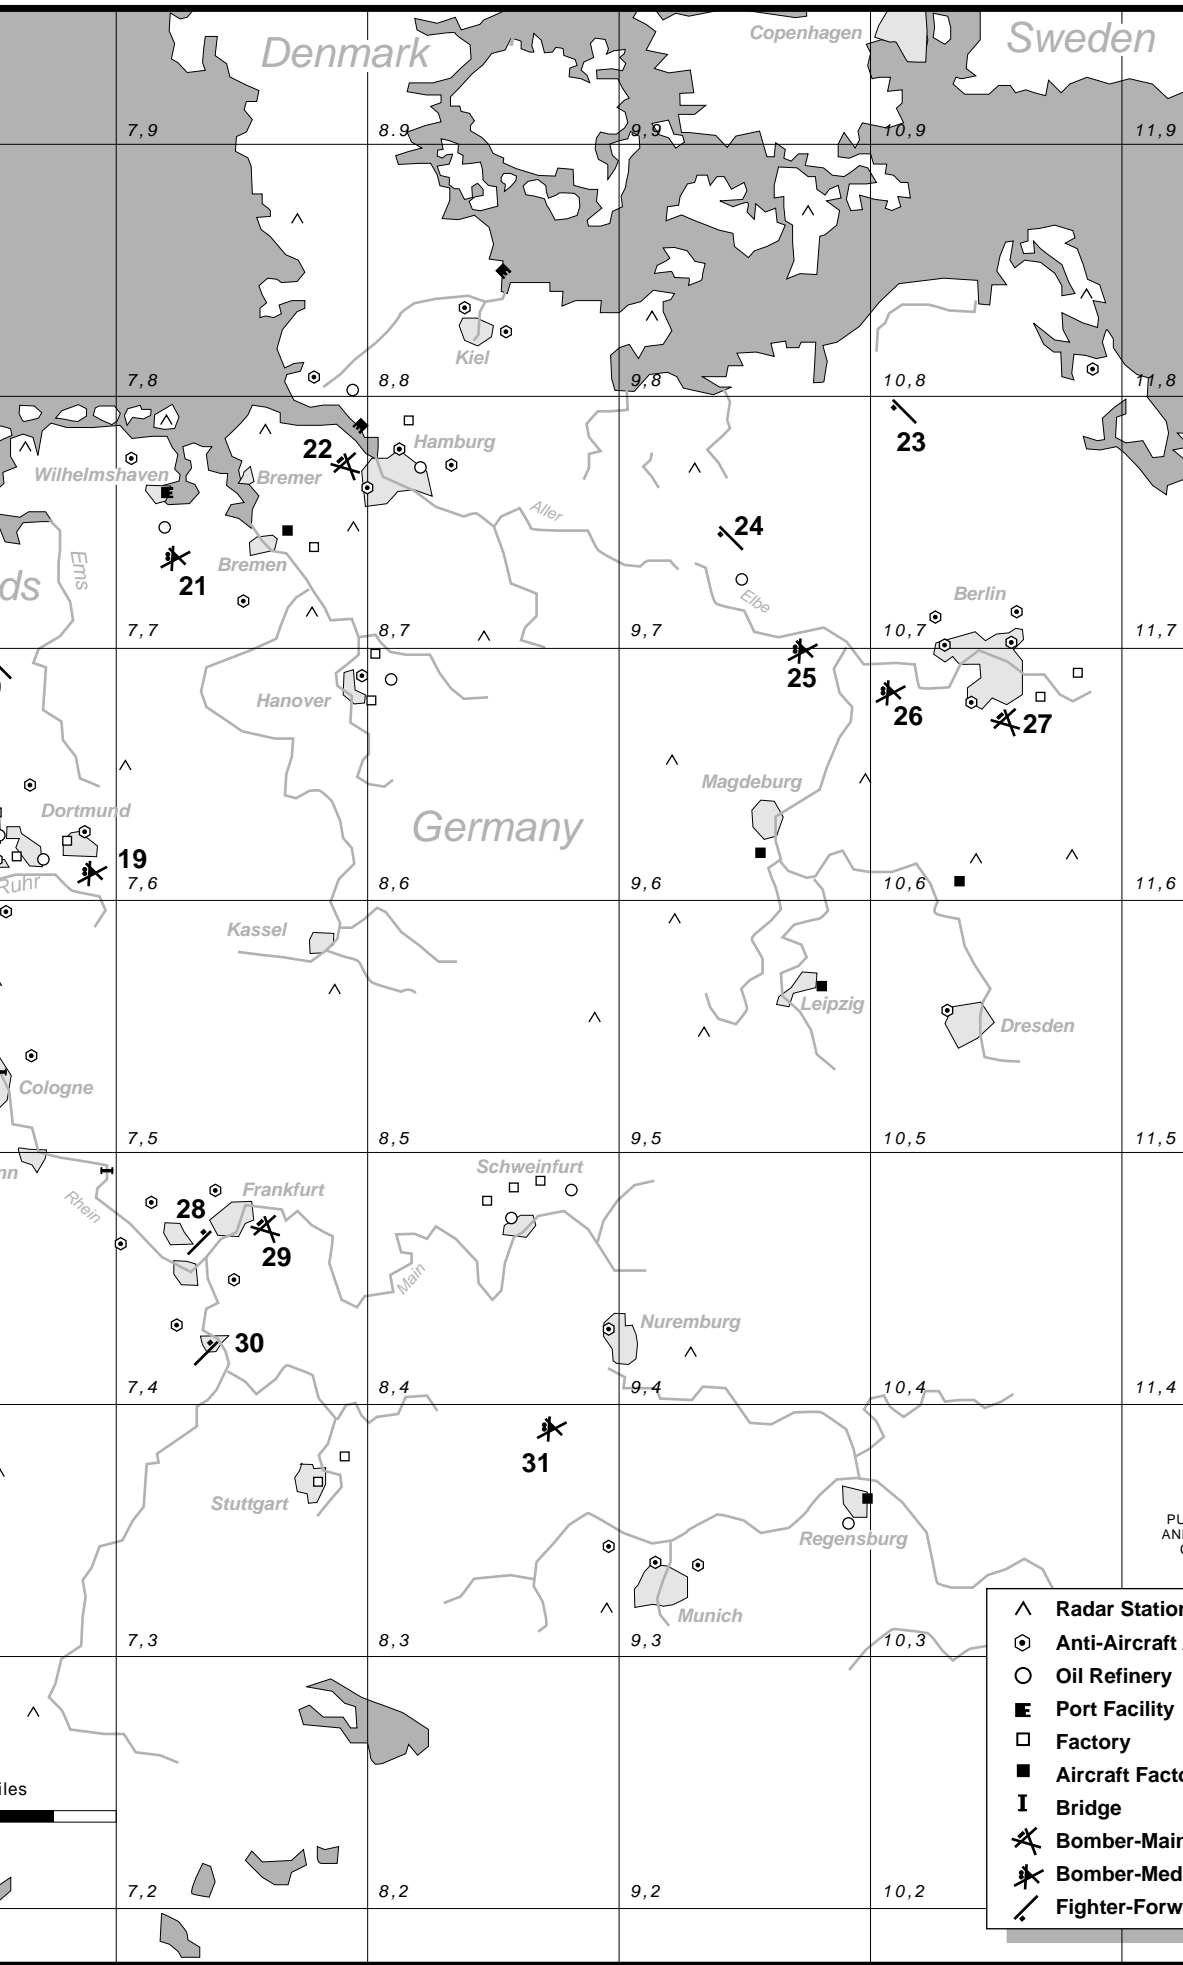 Denmark
Copenhagen
Sweden
7,9
8.9
9,9
10,9
11,9
Kiel
7,8
8,8
9,8
10,8
11,8
23
22
Hamburg
Wilhelmshaven
Bremer
Aller
24
ds
Ems
21
Bremen
Elbe
Berlin
7,7
8,7
9,7
10,7
11,7
25
Hanover
26
27
Magdeburg
Dortmund
Germany
19
Ruhr
7,6
8,6
9,6
10,6
11,6
Kassel
Leipzig
Dresden
Cologne
7,5
8,5
9,5
10,5
11,5
nn
Schweinfurt
Rhein
28
Frankfurt
29
Main
Nuremburg
30
7,4
8,4
9,4
10,4
11,4
31
Stuttgart
Regensburg
PU
AN
Munich
7,3
8,3
9,3
10,3
Radar Station
Anti-Aircraft
Oil Refinery
Port Facility
Factory
Aircraft Facto
Bridge
Bomber-Main
Bomber-Med
Fighter-Forw
iles
7,2
8,2
9,2
10,2